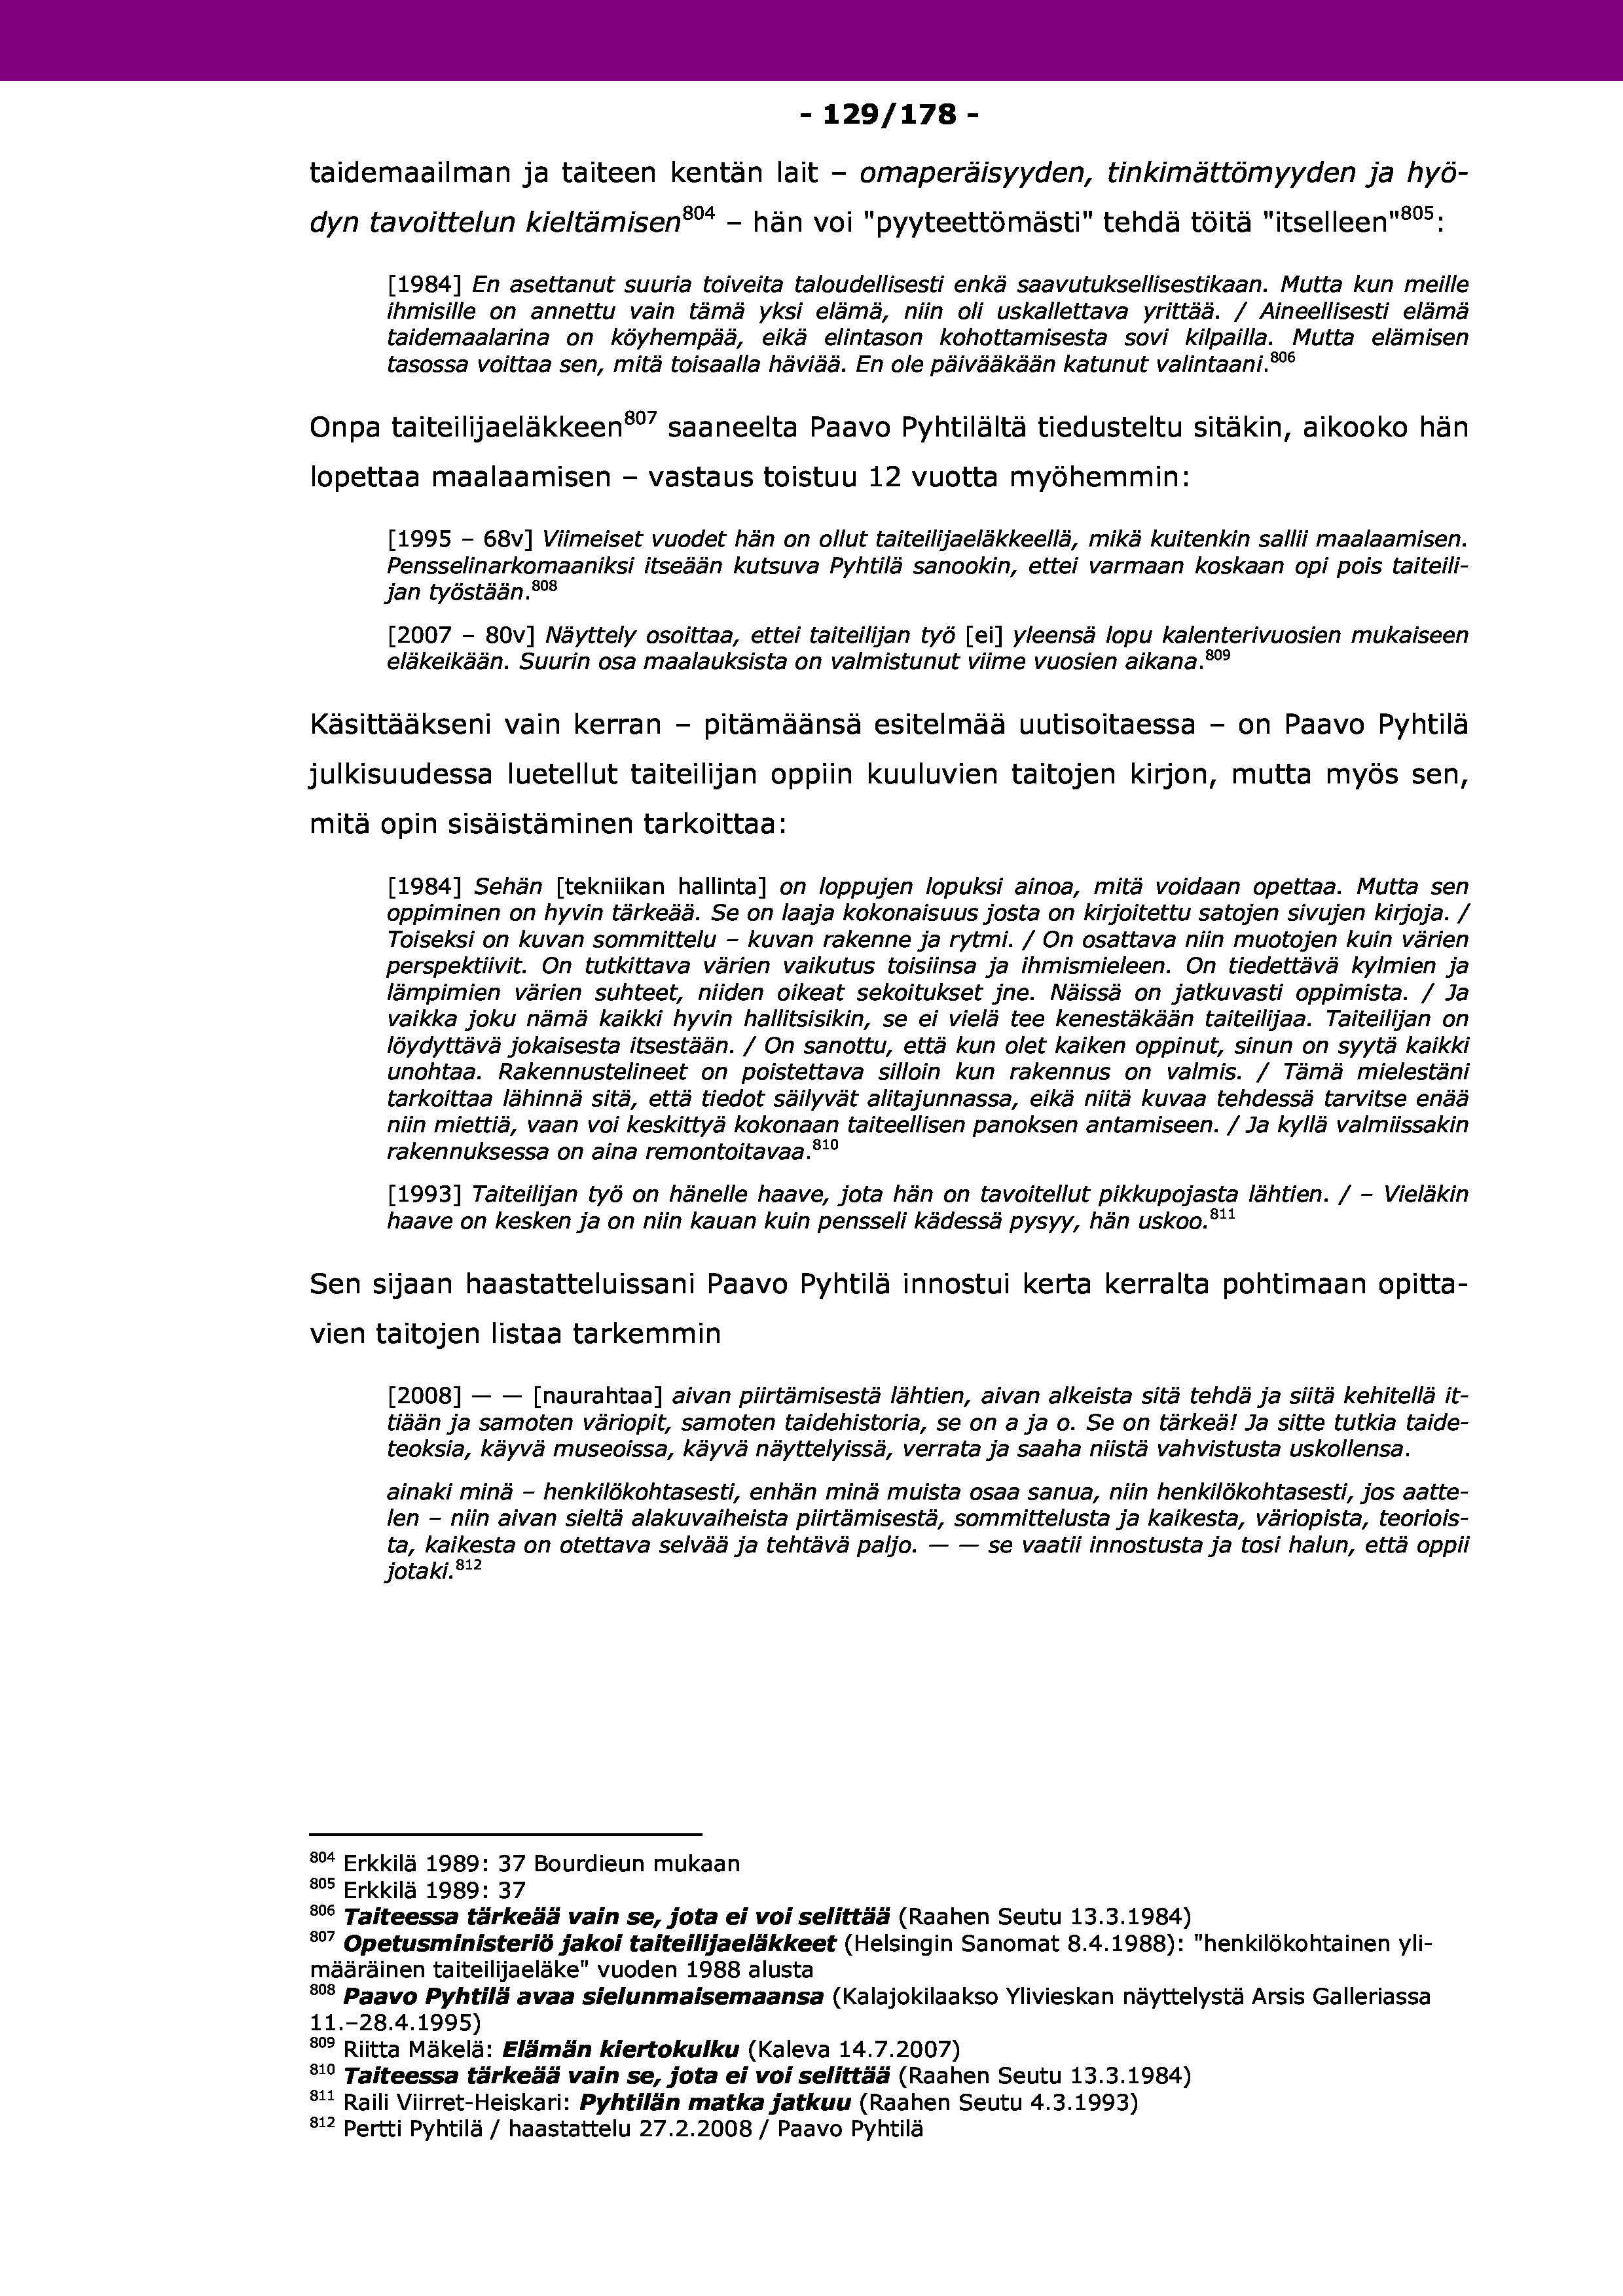 - 129/178 -
taidemaailman ja taiteen kentän lait – omaperäisyyden, tinkimättömyyden ja hyö-
dyn tavoittelun kieltämisen804 – hän voi "pyyteettömästi" tehdä töitä "itselleen"805:
[1984] En asettanut suuria toiveita taloudellisesti enkä saavutuksellisestikaan. Mutta kun meille
ihmisille on annettu vain tämä yksi elämä, niin oli uskallettava yrittää. / Aineellisesti elämä
taidemaalarina on köyhempää, eikä elintason kohottamisesta sovi kilpailla. Mutta elämisen
tasossa voittaa sen, mitä toisaalla häviää. En ole päivääkään katunut valintaani.806
Onpa taiteilijaeläkkeen807 saaneelta Paavo Pyhtilältä tiedusteltu sitäkin, aikooko hän
lopettaa maalaamisen – vastaus toistuu 12 vuotta myöhemmin:
[1995 – 68v] Viimeiset vuodet hän on ollut taiteilijaeläkkeellä, mikä kuitenkin sallii maalaamisen.
Pensselinarkomaaniksi itseään kutsuva Pyhtilä sanookin, ettei varmaan koskaan opi pois taiteili-
jan työstään.808
[2007 – 80v] Näyttely osoittaa, ettei taiteilijan työ [ei] yleensä lopu kalenterivuosien mukaiseen
eläkeikään. Suurin osa maalauksista on valmistunut viime vuosien aikana.809
Käsittääkseni vain kerran – pitämäänsä esitelmää uutisoitaessa – on Paavo Pyhtilä
julkisuudessa luetellut taiteilijan oppiin kuuluvien taitojen kirjon, mutta myös sen,
mitä opin sisäistäminen tarkoittaa:
[1984] Sehän [tekniikan hallinta] on loppujen lopuksi ainoa, mitä voidaan opettaa. Mutta sen
oppiminen on hyvin tärkeää. Se on laaja kokonaisuus josta on kirjoitettu satojen sivujen kirjoja. /
Toiseksi on kuvan sommittelu – kuvan rakenne ja rytmi. / On osattava niin muotojen kuin värien
perspektiivit. On tutkittava värien vaikutus toisiinsa ja ihmismieleen. On tiedettävä kylmien ja
lämpimien värien suhteet, niiden oikeat sekoitukset jne. Näissä on jatkuvasti oppimista. / Ja
vaikka joku nämä kaikki hyvin hallitsisikin, se ei vielä tee kenestäkään taiteilijaa. Taiteilijan on
löydyttävä jokaisesta itsestään. / On sanottu, että kun olet kaiken oppinut, sinun on syytä kaikki
unohtaa. Rakennustelineet on poistettava silloin kun rakennus on valmis. / Tämä mielestäni
tarkoittaa lähinnä sitä, että tiedot säilyvät alitajunnassa, eikä niitä kuvaa tehdessä tarvitse enää
niin miettiä, vaan voi keskittyä kokonaan taiteellisen panoksen antamiseen. / Ja kyllä valmiissakin
rakennuksessa on aina remontoitavaa.810
[1993] Taiteilijan työ on hänelle haave, jota hän on tavoitellut pikkupojasta lähtien. / – Vieläkin
haave on kesken ja on niin kauan kuin pensseli kädessä pysyy, hän uskoo.811
Sen sijaan haastatteluissani Paavo Pyhtilä innostui kerta kerralta pohtimaan opitta-
vien taitojen listaa tarkemmin
[2008] — — [naurahtaa] aivan piirtämisestä lähtien, aivan alkeista sitä tehdä ja siitä kehitellä it-
tiään ja samoten väriopit, samoten taidehistoria, se on a ja o. Se on tärkeä! Ja sitte tutkia taide-
teoksia, käyvä museoissa, käyvä näyttelyissä, verrata ja saaha niistä vahvistusta uskollensa.
ainaki minä – henkilökohtasesti, enhän minä muista osaa sanua, niin henkilökohtasesti, jos aatte-
len – niin aivan sieltä alakuvaiheista piirtämisestä, sommittelusta ja kaikesta, väriopista, teoriois-
ta, kaikesta on otettava selvää ja tehtävä paljo. — — se vaatii innostusta ja tosi halun, että oppii
jotaki.812
804 Erkkilä 1989: 37 Bourdieun mukaan
805 Erkkilä 1989: 37
806 Taiteessa tärkeää vain se, jota ei voi selittää (Raahen Seutu 13.3.1984)
807 Opetusministeriö jakoi taiteilijaeläkkeet (Helsingin Sanomat 8.4.1988): "henkilökohtainen yli-
määräinen taiteilijaeläke" vuoden 1988 alusta
808 Paavo Pyhtilä avaa sielunmaisemaansa (Kalajokilaakso Ylivieskan näyttelystä Arsis Galleriassa
11.–28.4.1995)
809 Riitta Mäkelä: Elämän kiertokulku (Kaleva 14.7.2007)
810 Taiteessa tärkeää vain se, jota ei voi selittää (Raahen Seutu 13.3.1984)
811 Raili Viirret-Heiskari: Pyhtilän matka jatkuu (Raahen Seutu 4.3.1993)
812 Pertti Pyhtilä / haastattelu 27.2.2008 / Paavo Pyhtilä